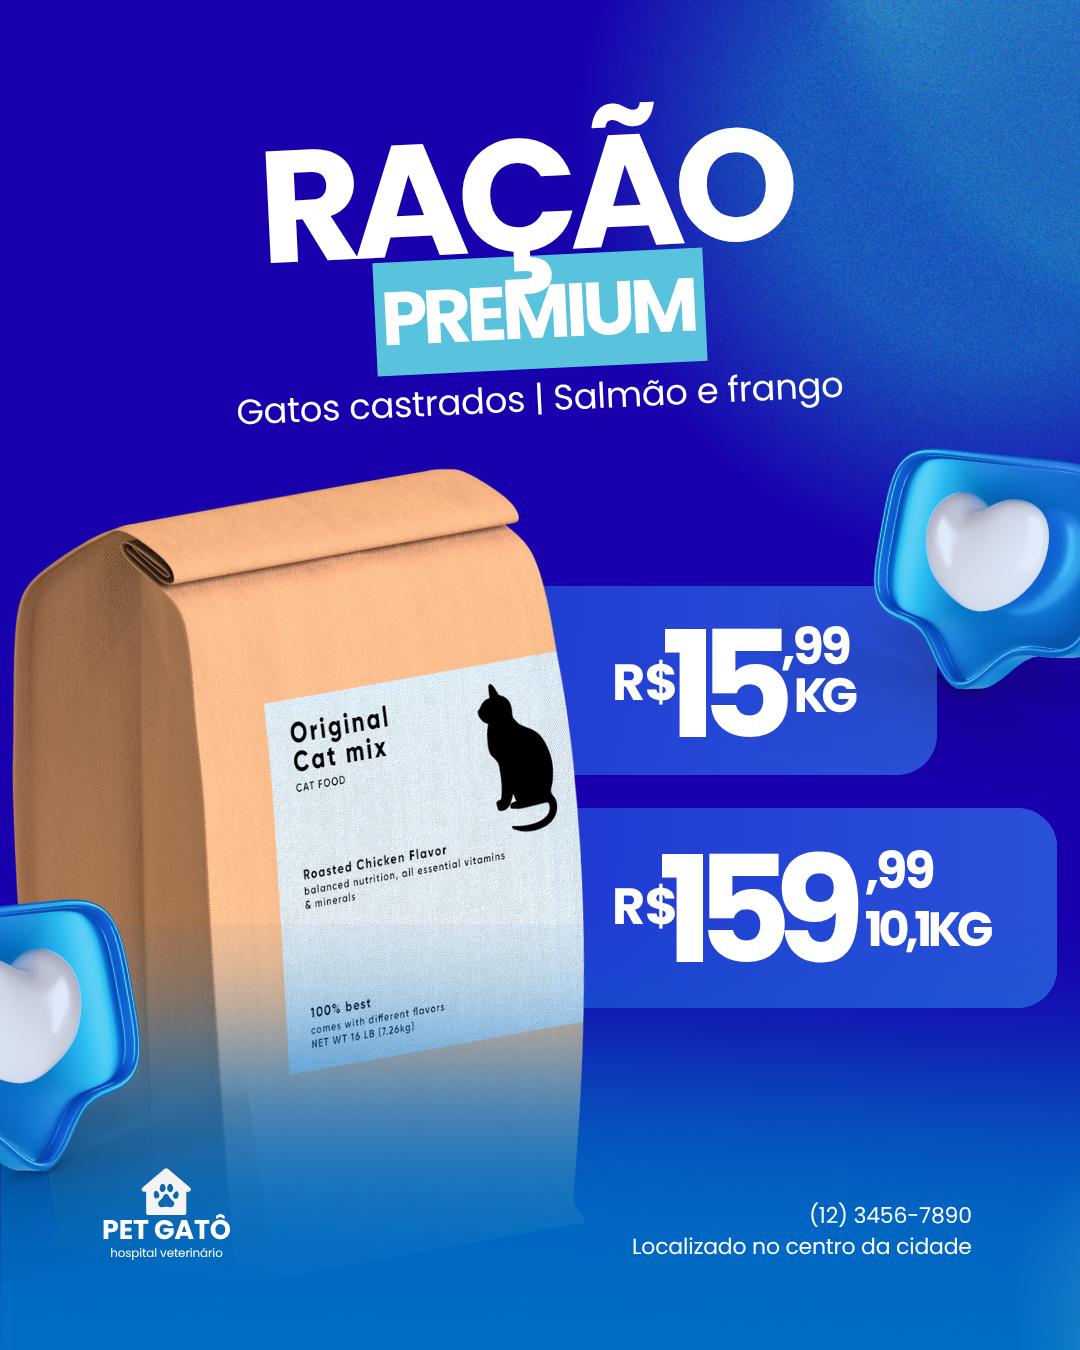 RAÇÃO
PREMIUM
Gatos castrados | Salmão e frango
R$15,99
KG
R$159,99
10,1KG
Original
Cat mix
CAT FOOD
Roasted Chicken Flavor
balanced nutrition, all essential vitamins
& minerals
100% best
comes with different flavors
NET WT 16 LB (7.26kg)
PET GATÔ
hospital veterinário
(12) 3456-7890
Localizado no centro da cidade